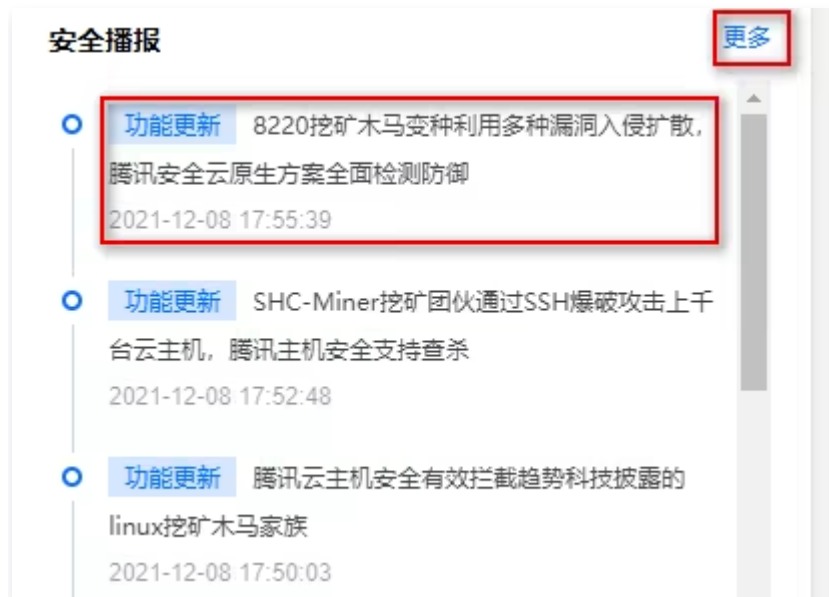 安全播报
更多
功能更新 8220挖矿木马变种利用多种漏洞入侵扩散，
腾讯安全云原生方案全面检测防御
2021-12-08 17:55:39
功能更新 SHC-Miner挖矿团伙通过SSH爆破攻击上千
台云主机，腾讯主机安全支持查杀
2021-12-08 17:52:48
功能更新 腾讯云主机安全有效拦截趋势科技披露的
linux挖矿木马家族
2021-12-08 17:50:03